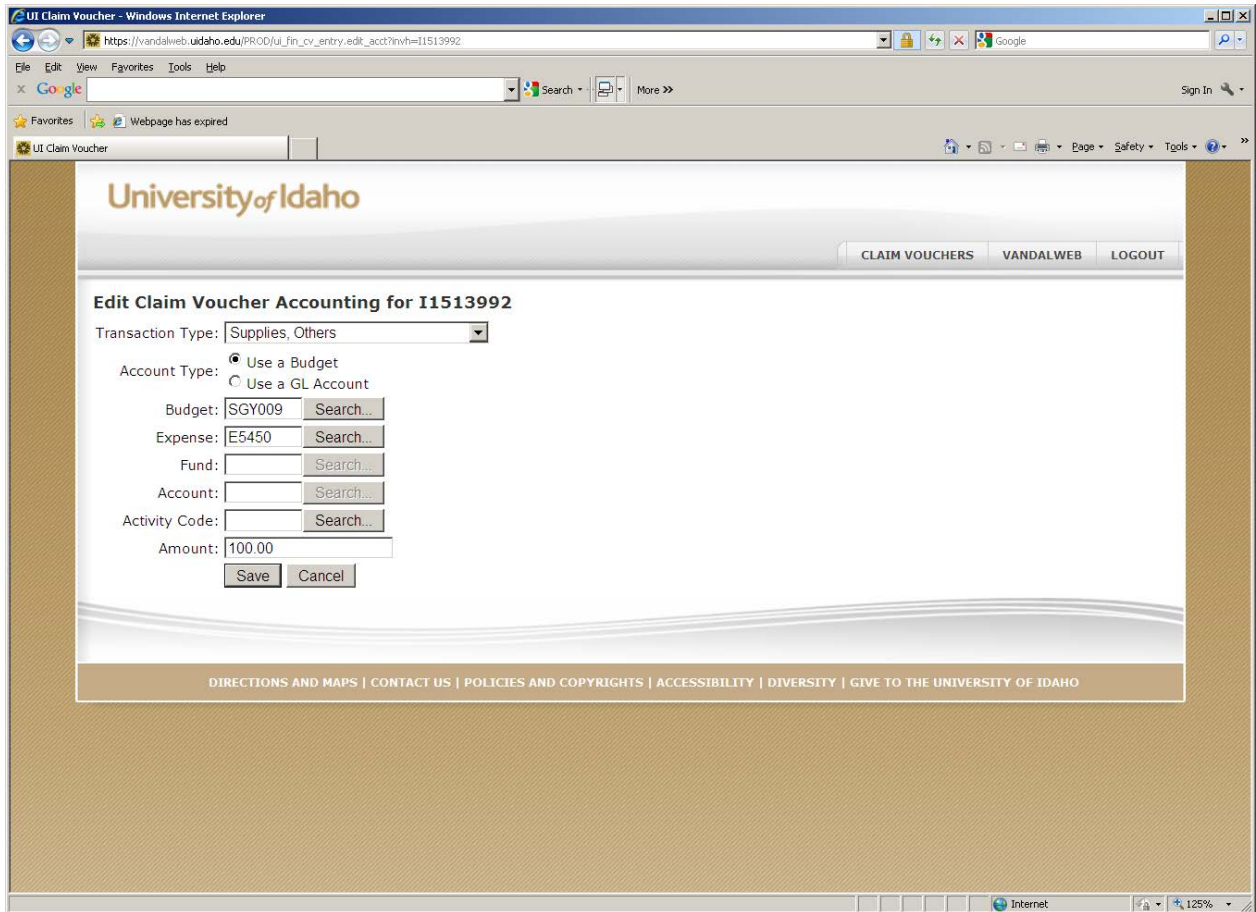 UI Claim Voucher - Windows Internet Explorer
https://vandalweb.uidaho.edu/PROD/ui_fin_cv_entry.edit_acct?invh=I1513992
Google
File Edit View Favorites Tools Help
x Google Search More >> Sign In
Favorites Webpage has expired
UI Claim Voucher Page Safety Tools >>
University of Idaho
CLAIM VOUCHERS VANDALWEB LOGOUT
Edit Claim Voucher Accounting for I1513992
Transaction Type: Supplies, Others
Account Type: Use a Budget
Use a GL Account
Budget: SGY009 Search...
Expense: E5450 Search...
Fund: Search...
Account: Search...
Activity Code: Search...
Amount: 100.00
Save Cancel
DIRECTIONS AND MAPS | CONTACT US | POLICIES AND COPYRIGHTS | ACCESSIBILITY | DIVERSITY | GIVE TO THE UNIVERSITY OF IDAHO
Internet 125%